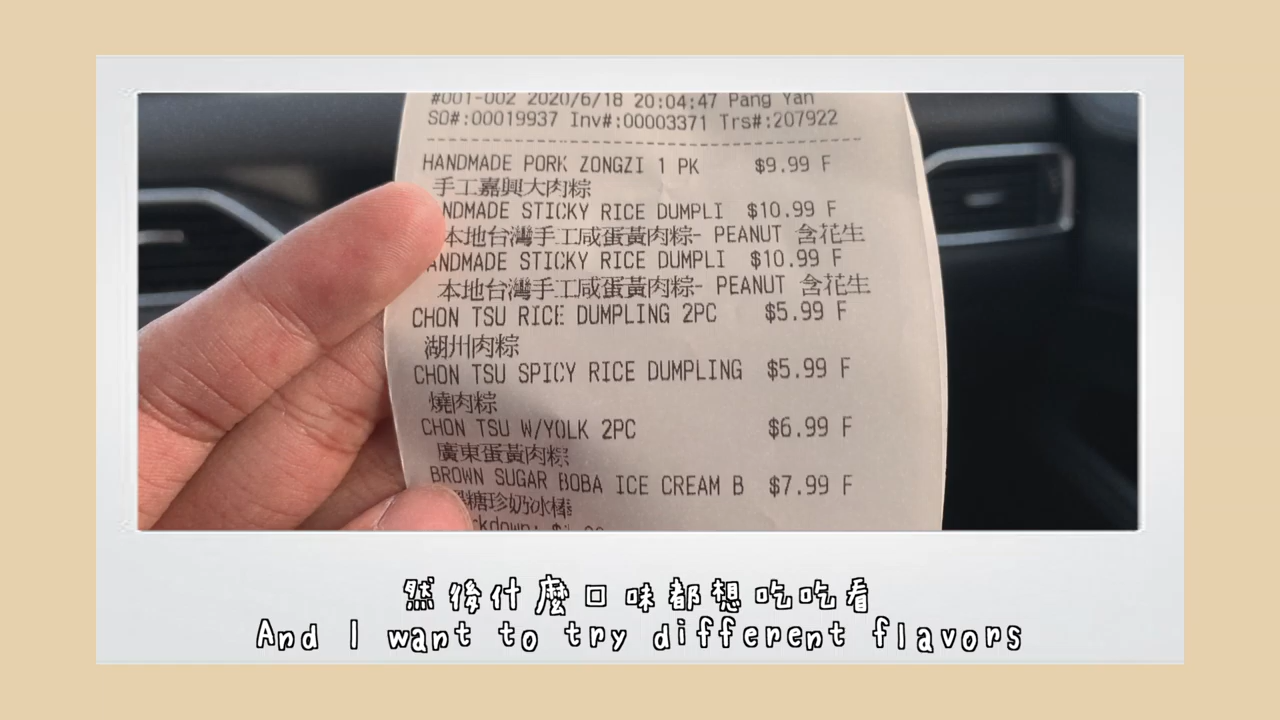 #001-002 2020/6/18 20:04:47 Pang Yan
SO#:00019937 Inv#:00003371 Trs#:207922
HANDMADE PORK ZONGZI 1 PK $9.99 F
手工嘉興大肉粽
NDMADE STICKY RICE DUMPLI $10.99 F
本地台灣手工咸蛋黃肉粽- PEANUT 含花生
ANDMADE STICKY RICE DUMPLI $10.99 F
本地台灣手工咸蛋黃肉粽- PEANUT 含花生
CHON TSU RICE DUMPLING 2PC $5.99 F
湖州肉粽
CHON TSU SPICY RICE DUMPLING $5.99 F
燒肉粽
CHON TSU W/YOLK 2PC $6.99 F
廣東蛋黃肉粽
BROWN SUGAR BOBA ICE CREAM B $7.99 F
糖珍奶冰棒
然後什麼口味都想吃吃看
And I want to try different flavors